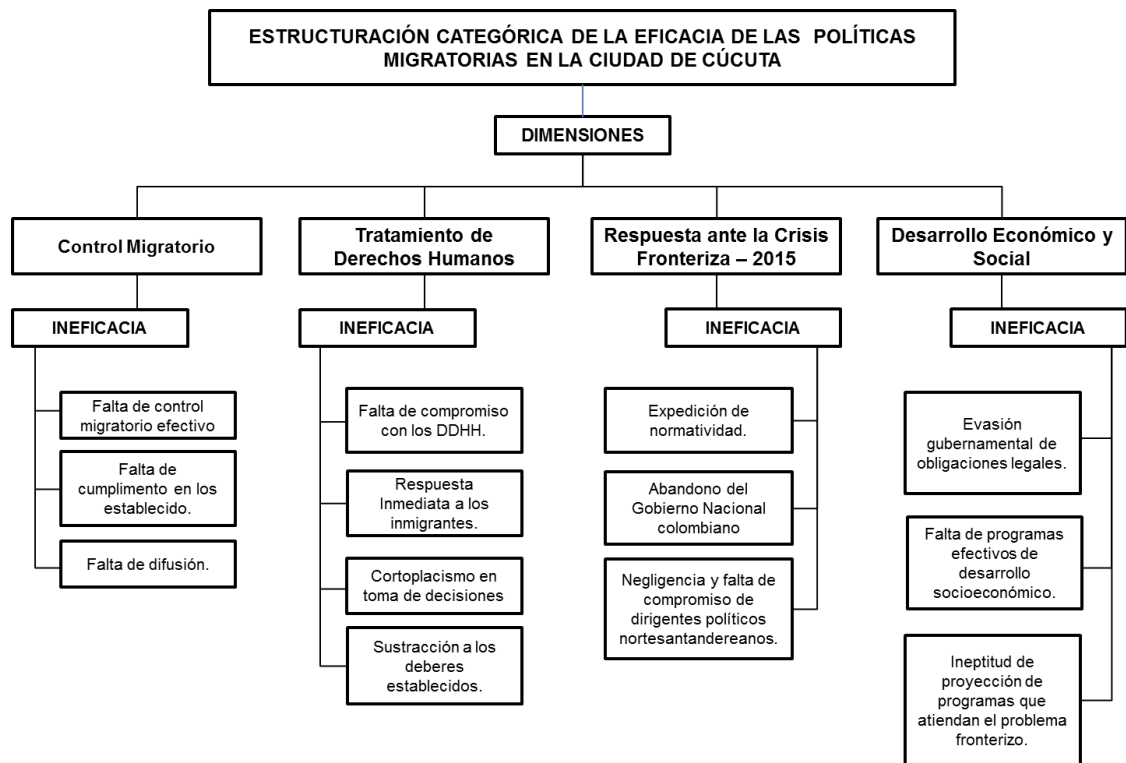 ESTRUCTURACIÓN CATEGÓRICA DE LA EFICACIA DE LAS POLÍTICAS
MIGRATORIAS EN LA CIUDAD DE CÚCUTA
DIMENSIONES
Control Migratorio
INEFICACIA
Falta de control
migratorio efectivo
Falta de
cumplimento en los
establecido.
Falta de difusión.
Tratamiento de
Derechos Humanos
INEFICACIA
Falta de compromiso
con los DDHH.
Respuesta
Inmediata a los
inmigrantes.
Cortoplacismo en
toma de decisiones
Sustracción a los
deberes
establecidos.
Respuesta ante la Crisis
Fronteriza – 2015
INEFICACIA
Expedición de
normatividad.
Abandono del
Gobierno Nacional
colombiano
Negligencia y falta de
compromiso de
dirigentes políticos
nortesantandereanos.
Desarrollo Económico y
Social
INEFICACIA
Evasión
gubernamental de
obligaciones legales.
Falta de programas
efectivos de
desarrollo
socioeconómico.
Ineptitud de
proyección de
programas que
atiendan el problema
fronterizo.